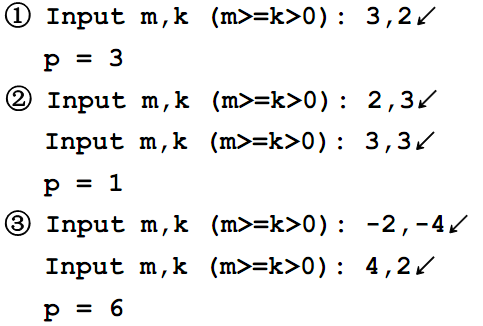 ① Input m,k (m>=k>0): 3,2↙
p = 3
② Input m,k (m>=k>0): 2,3↙
Input m,k (m>=k>0): 3,3↙
p = 1
③ Input m,k (m>=k>0): -2,-4↙
Input m,k (m>=k>0): 4,2↙
p = 6